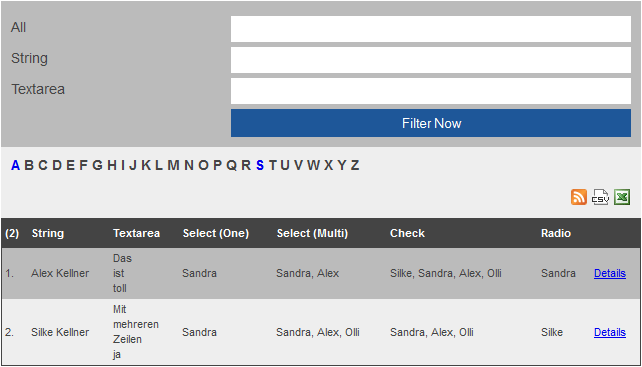 All
String
Textarea
Filter Now
A B C D E F G H I J K L M N O P Q R S T U V W X Y Z
CSV
(2) String Textarea Select (One) Select (Multi) Check Radio
1. Alex Kellner Das ist toll Sandra Sandra, Alex Silke, Sandra, Alex, Olli Sandra Details
2. Silke Kellner Mit mehreren Zeilen ja Sandra Sandra, Alex, Olli Sandra, Alex, Olli Silke Details